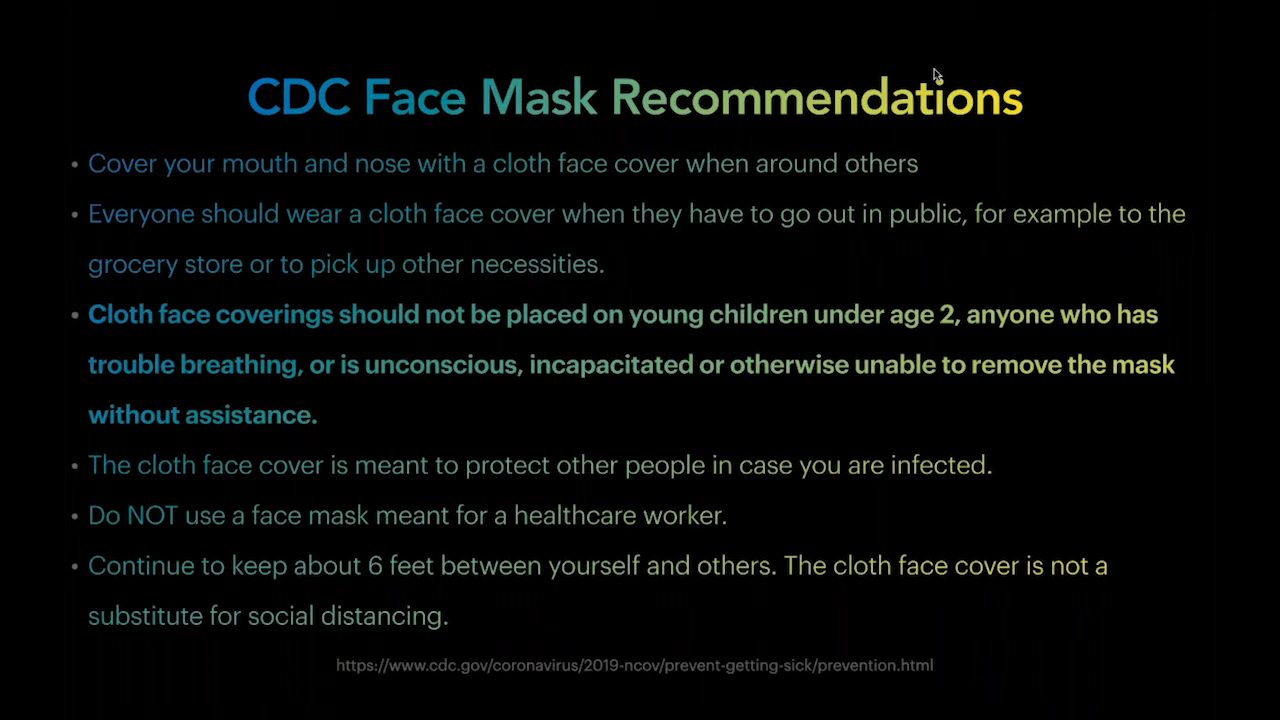 CDC Face Mask Recommendations
• Cover your mouth and nose with a cloth face cover when around others
• Everyone should wear a cloth face cover when they have to go out in public, for example to the
grocery store or to pick up other necessities.
• Cloth face coverings should not be placed on young children under age 2, anyone who has
trouble breathing, or is unconscious, incapacitated or otherwise unable to remove the mask
without assistance.
• The cloth face cover is meant to protect other people in case you are infected.
• Do NOT use a face mask meant for a healthcare worker.
• Continue to keep about 6 feet between yourself and others. The cloth face cover is not a
substitute for social distancing.
https://www.cdc.gov/coronavirus/2019-ncov/prevent-getting-sick/prevention.html